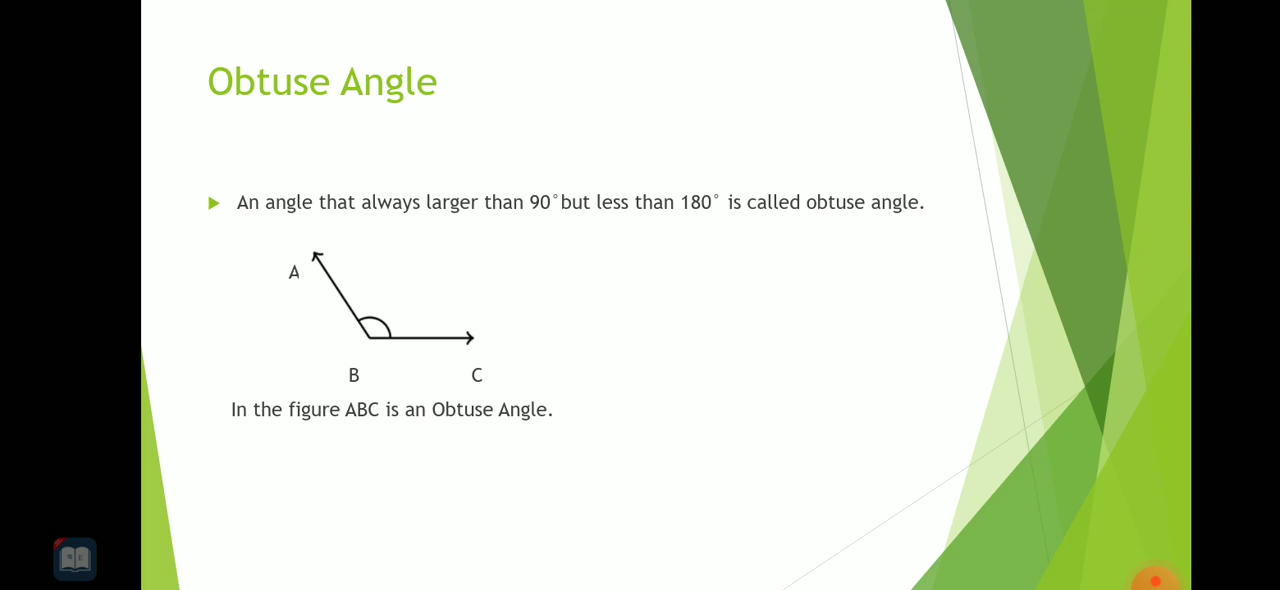 Obtuse Angle
An angle that always larger than 90°but less than 180° is called obtuse angle.
A
B C
In the figure ABC is an Obtuse Angle.